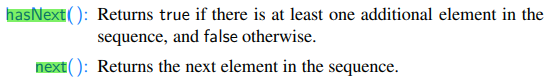 hasNext(): Returns true if there is at least one additional element in the
sequence, and false otherwise.
next(): Returns the next element in the sequence.